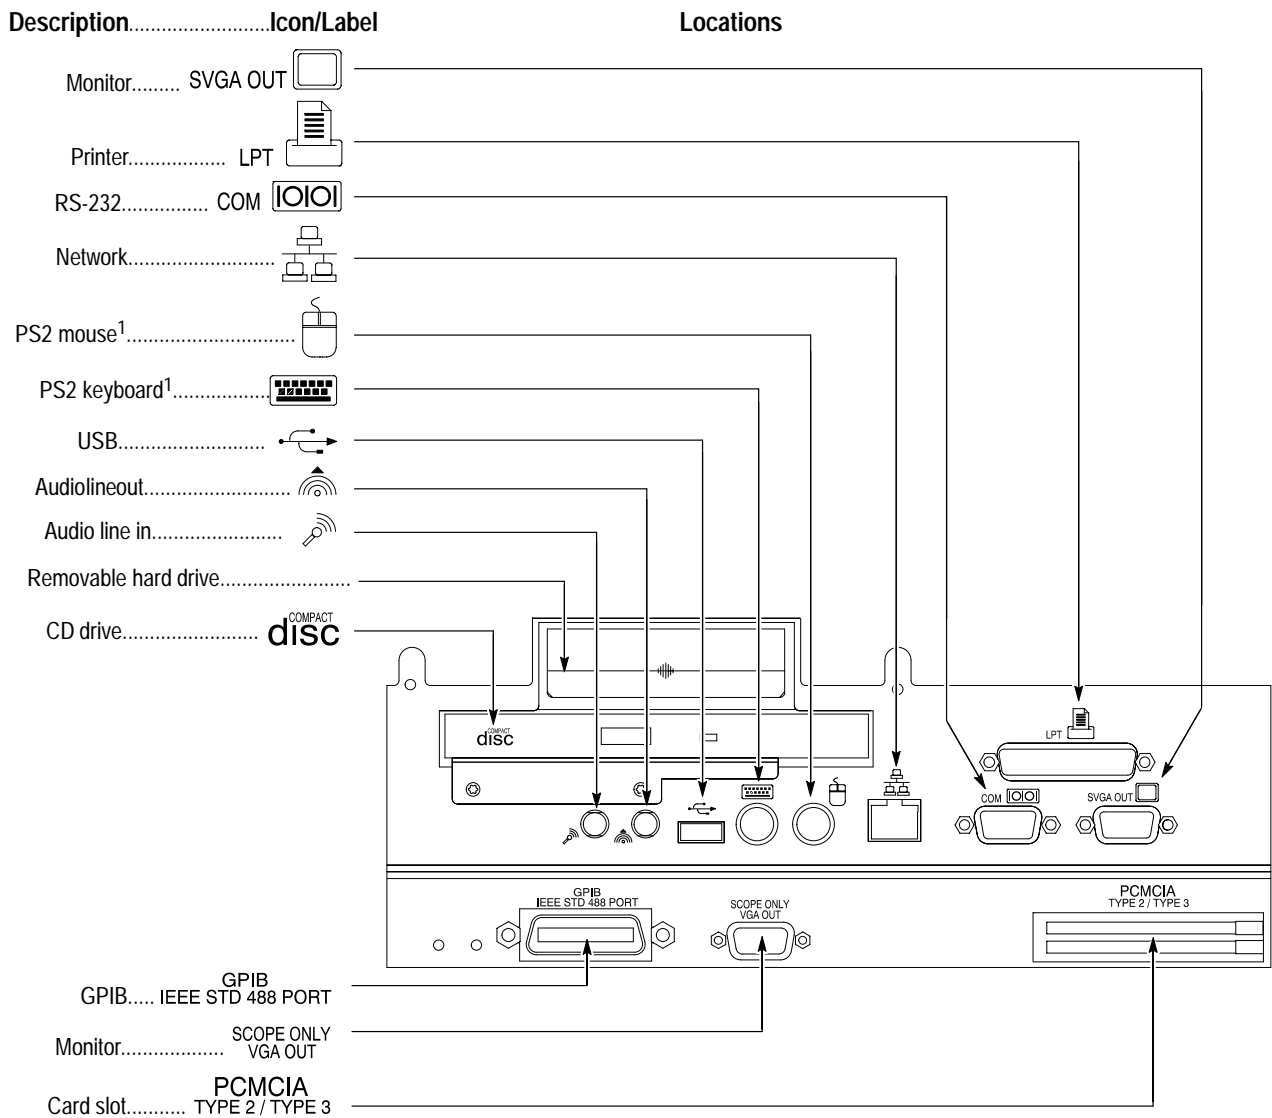 Description..........................Icon/Label Locations
Monitor......... SVGA OUT
Printer.................. LPT
RS-232................ COM IOIOI
Network...........................
PS2 mouse1...............................
PS2 keyboard1..................
USB........................... 
Audiolineout...........................
Audio line in........................
Removable hard drive........................
CD drive......................... COMPACT disc
COMPACT
disc
LPT
COM IOIOI
SVGA OUT
GPIB
IEEE STD 488 PORT
SCOPE ONLY
VGA OUT
PCMCIA
TYPE 2 / TYPE 3
GPIB..... GPIB
IEEE STD 488 PORT
Monitor................... SCOPE ONLY
VGA OUT
Card slot........... PCMCIA
TYPE 2 / TYPE 3